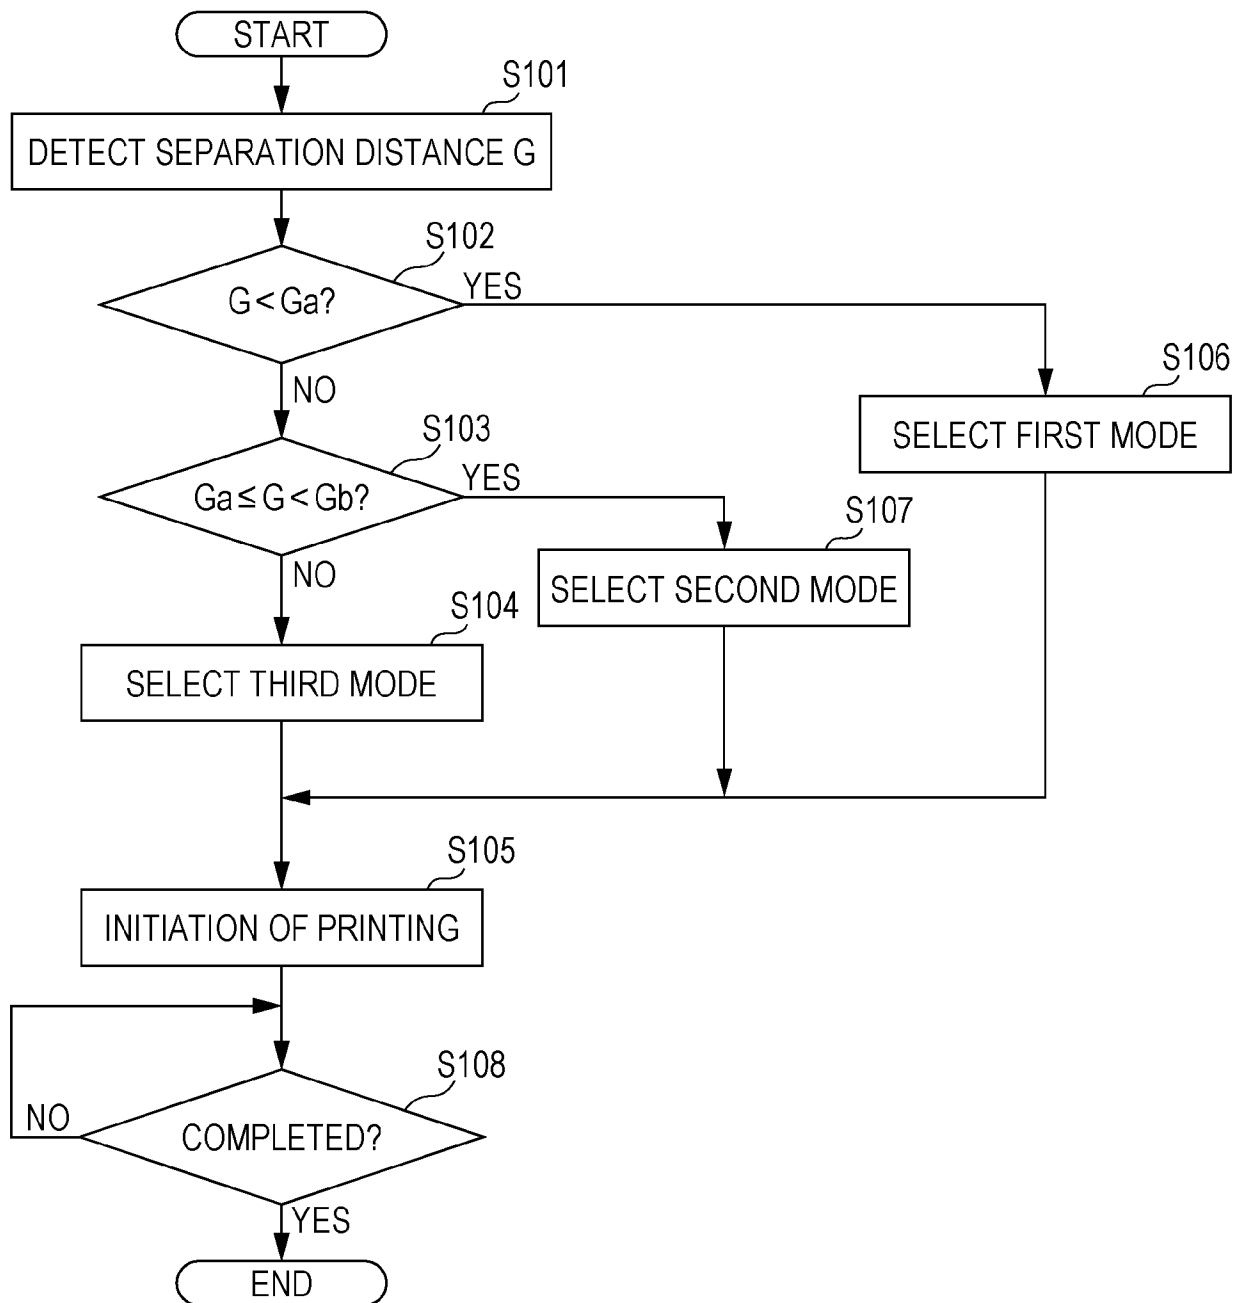 START
S101
DETECT SEPARATION DISTANCE G
S102
G<Ga?
YES
NO
S106
SELECT FIRST MODE
S103
Ga≤G<Gb?
YES
NO
S107
SELECT SECOND MODE
S104
SELECT THIRD MODE
S105
INITIATION OF PRINTING
S108
COMPLETED?
NO
YES
END